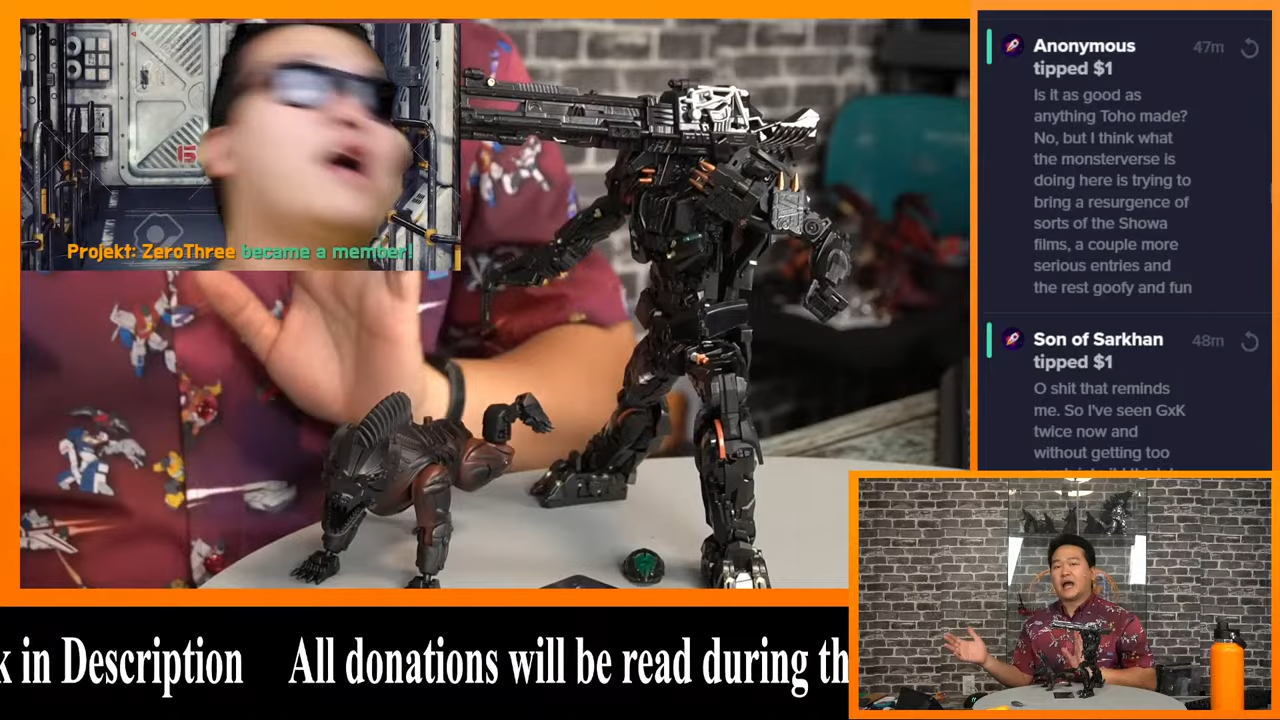 Projekt: ZeroThree became a member!
Anonymous
47m
tipped $1
Is it as good as
anything Toho made?
No, but I think what
the monsterverse is
doing here is trying to
bring a resurgence of
sorts of the Showa
films, a couple more
serious entries and
the rest goofy and fun
Son of Sarkhan
48m
tipped $1
O shit that reminds
me. So I've seen GxK
twice now and
without getting too
k in Description All donations will be read during th